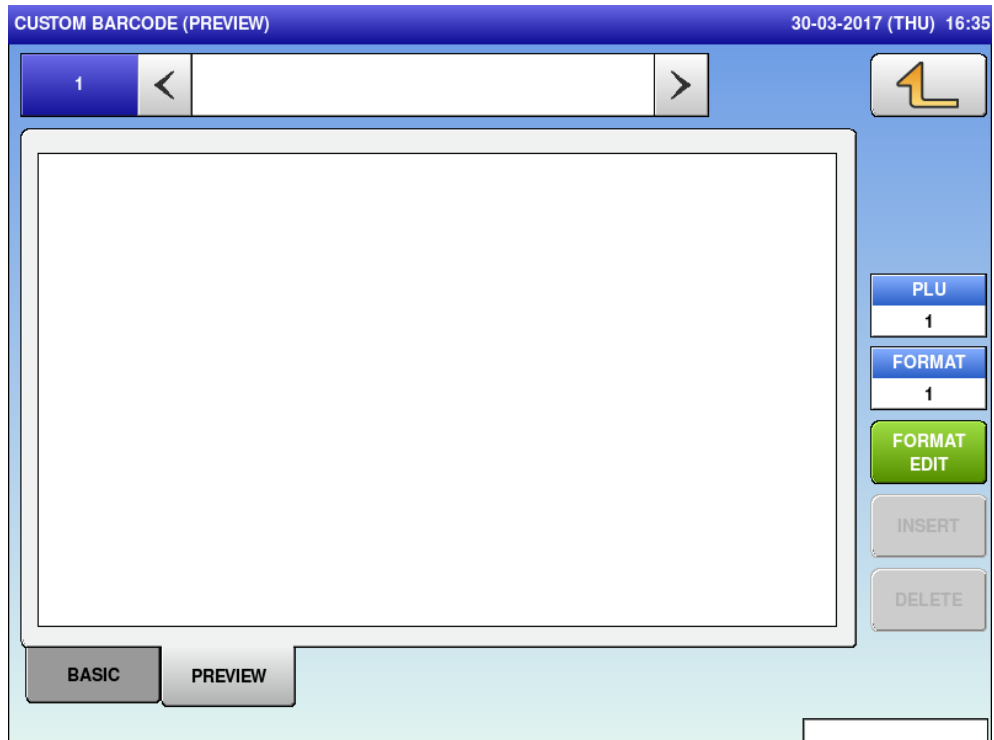 CUSTOM BARCODE (PREVIEW) 30-03-2017 (THU) 16:35
1
PLU
1
FORMAT
1
FORMAT
EDIT
INSERT
DELETE
BASIC PREVIEW